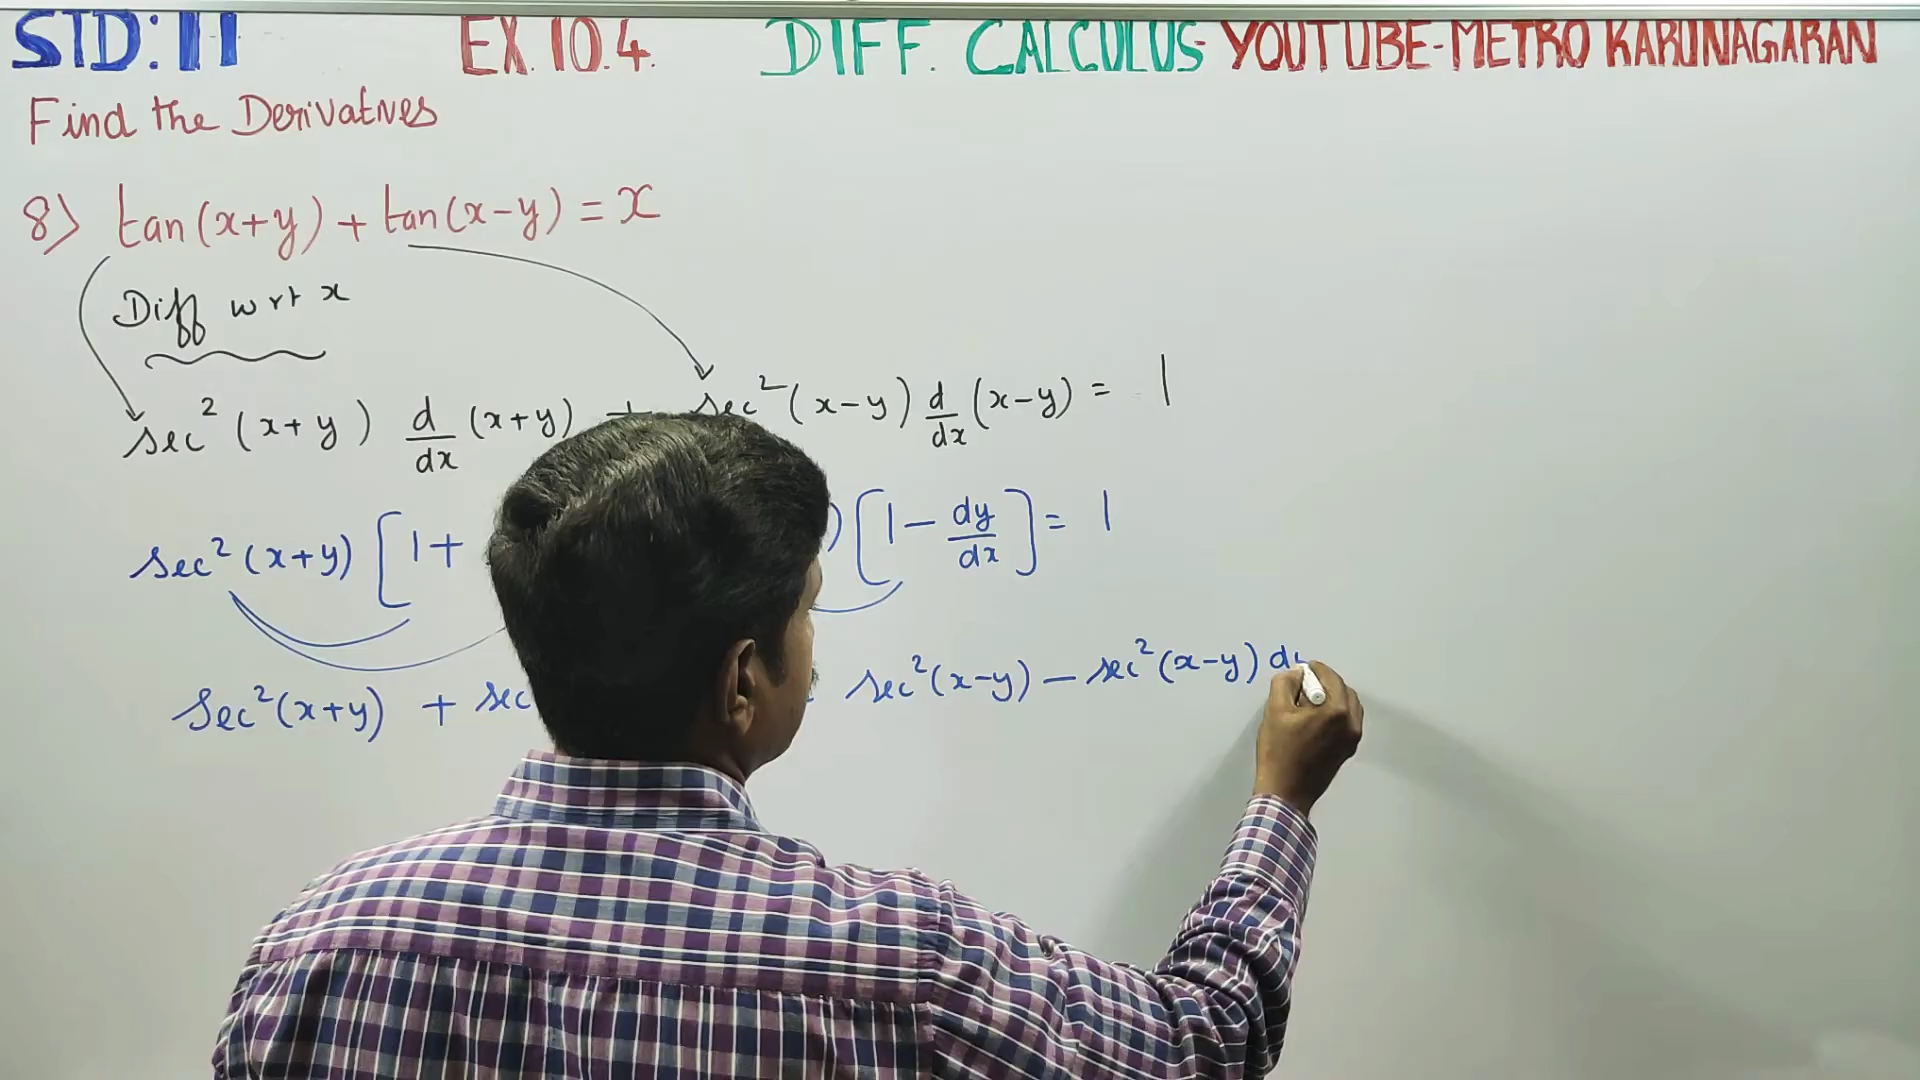 STD: 11 EX. 10.4. DIFF. CALCULUS- YOUTUBE-METRO KARUNAGARAN
Find the Derivatives
8) tan(x+y) + tan(x-y) = x
Diff wrt x
sec²(x+y) d/dx (x+y) + sec²(x-y) d/dx (x-y) = 1
sec²(x+y) [1+ ) [1 - dy/dx] = 1
sec²(x+y) + sec sec²(x-y) - sec²(x-y)